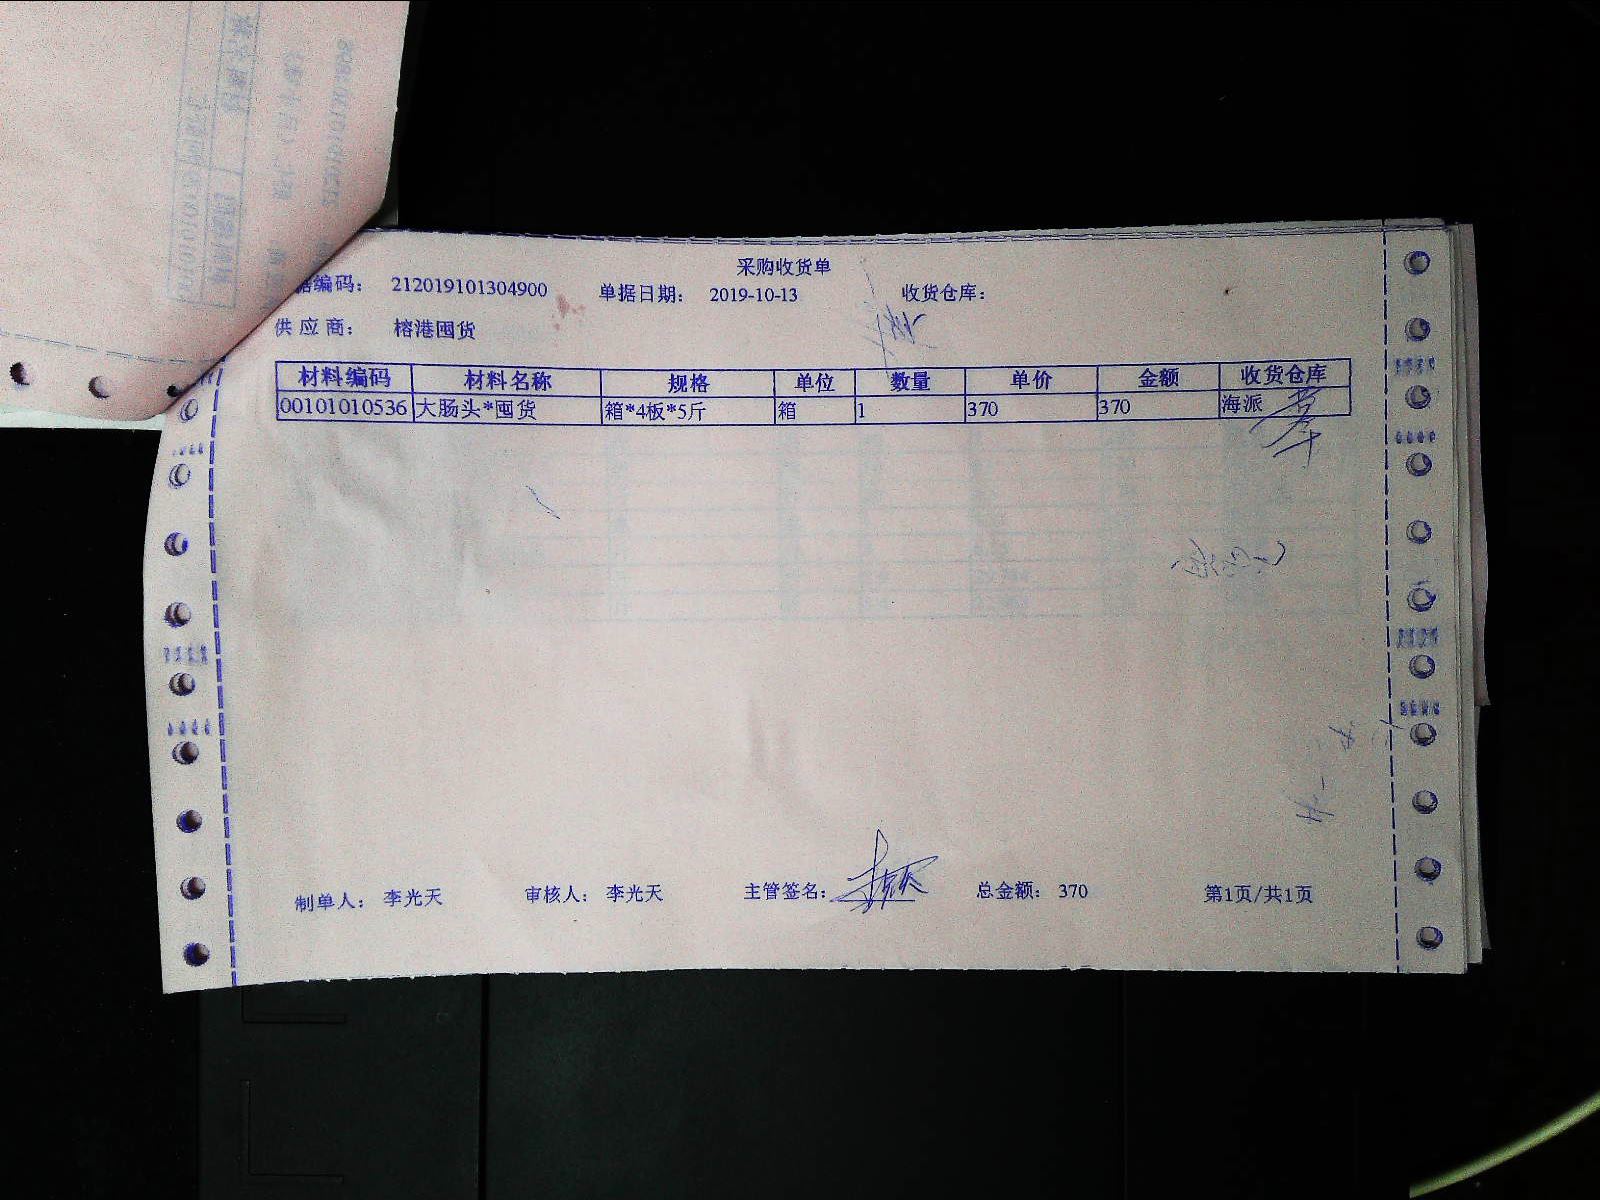 采购收货单
据编码： 212019101304900 单据日期： 2019-10-13 收货仓库：
供应商： 榕港囤货
材料编码 材料名称 规格 单位 数量 单价 金额 收货仓库
00101010536 大肠头*囤货 箱*4板*5斤 箱 1 370 370 海派
制单人： 李光天 审核人： 李光天 主管签名： 总金额： 370 第1页/共1页